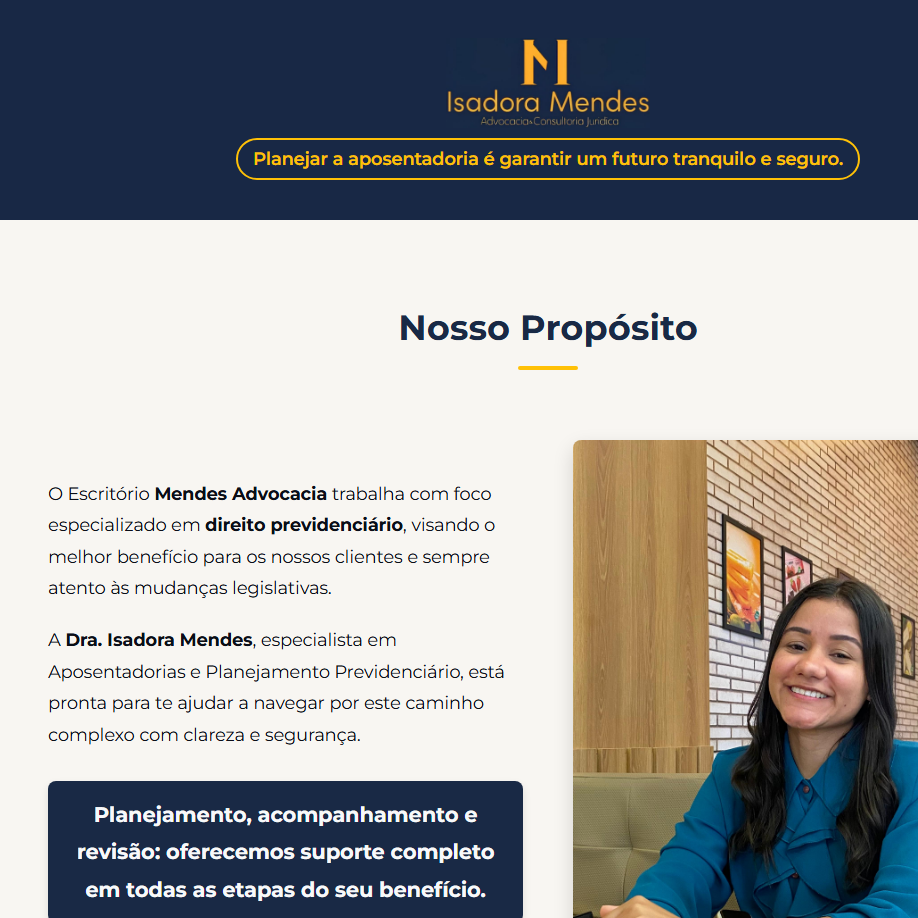 Isadora Mendes
Advocacia & Consultoria Jurídica
Planejar a aposentadoria é garantir um futuro tranquilo e seguro.
Nosso Propósito
O Escritório Mendes Advocacia trabalha com foco
especializado em direito previdenciário, visando o
melhor benefício para os nossos clientes e sempre
atento às mudanças legislativas.
A Dra. Isadora Mendes, especialista em
Aposentadorias e Planejamento Previdenciário, está
pronta para te ajudar a navegar por este caminho
complexo com clareza e segurança.
Planejamento, acompanhamento e
revisão: oferecemos suporte completo
em todas as etapas do seu benefício.